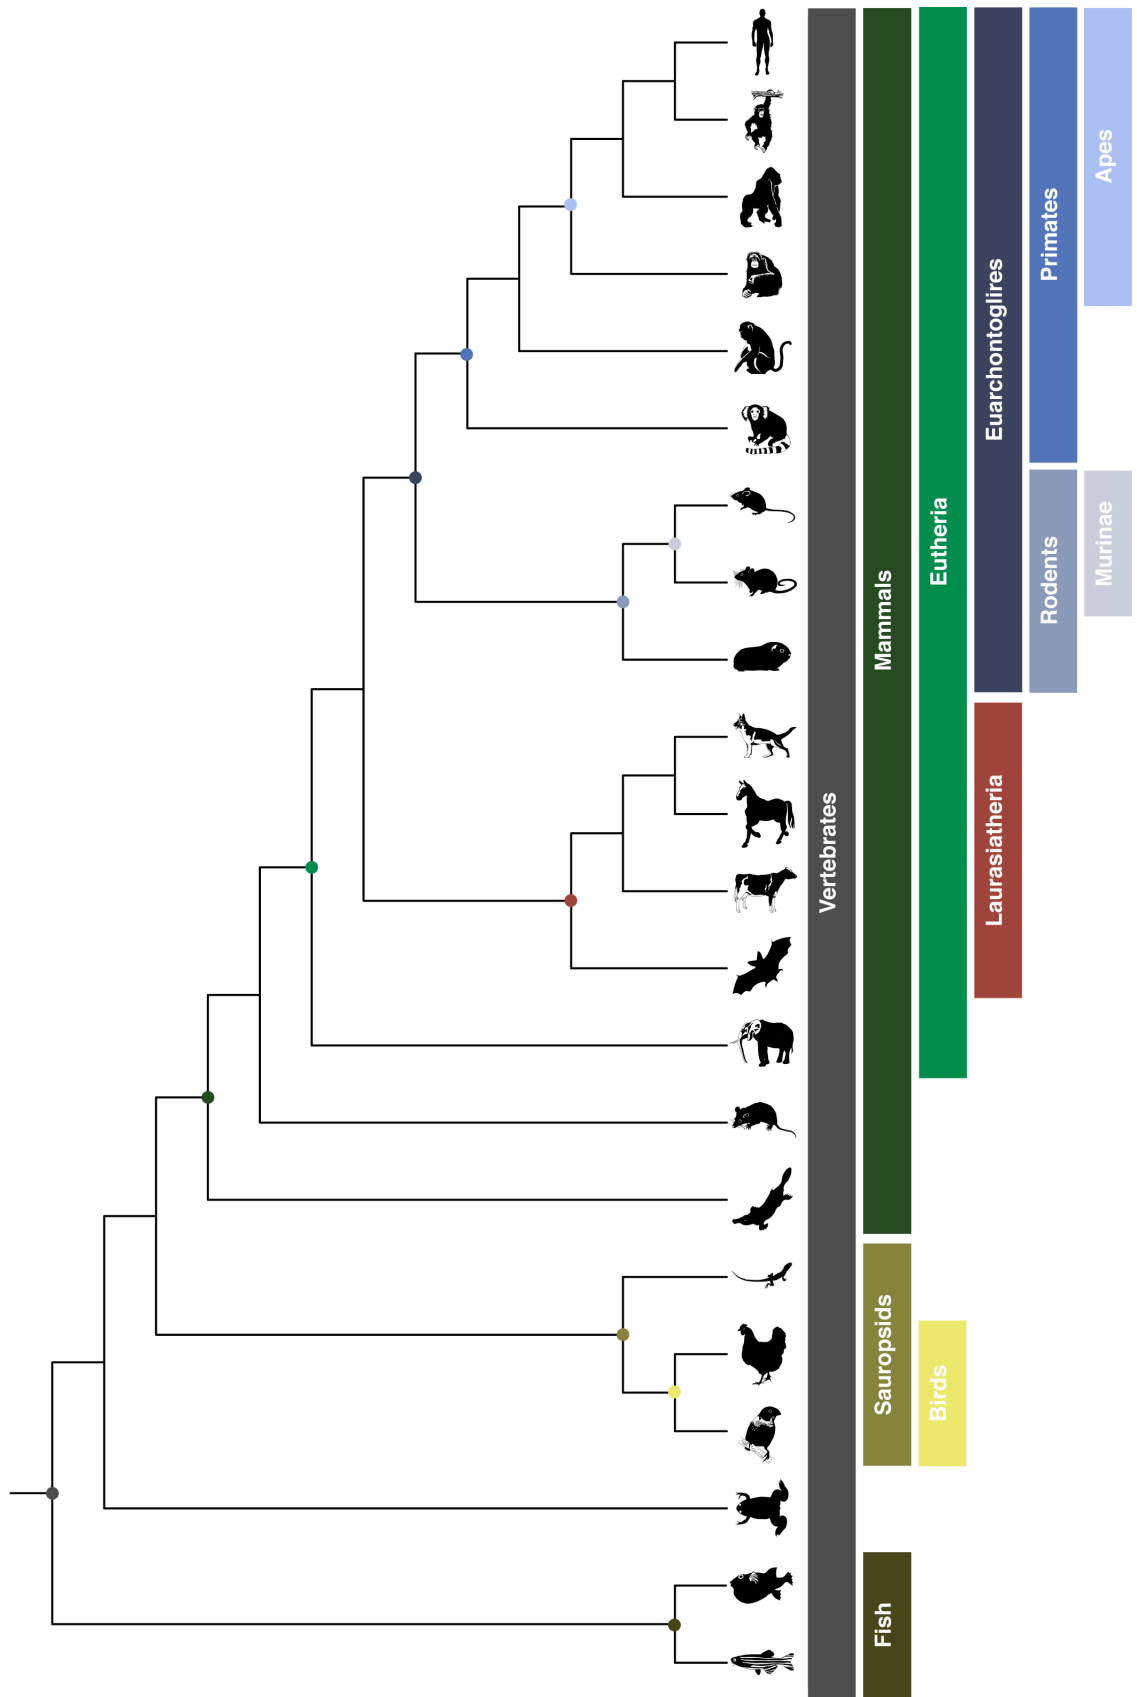 Vertebrates
Mammals
Sauropsids
Fish
Eutheria
Birds
Euarchontoglires
Laurasiatheria
Primates
Rodents
Apes
Murinae